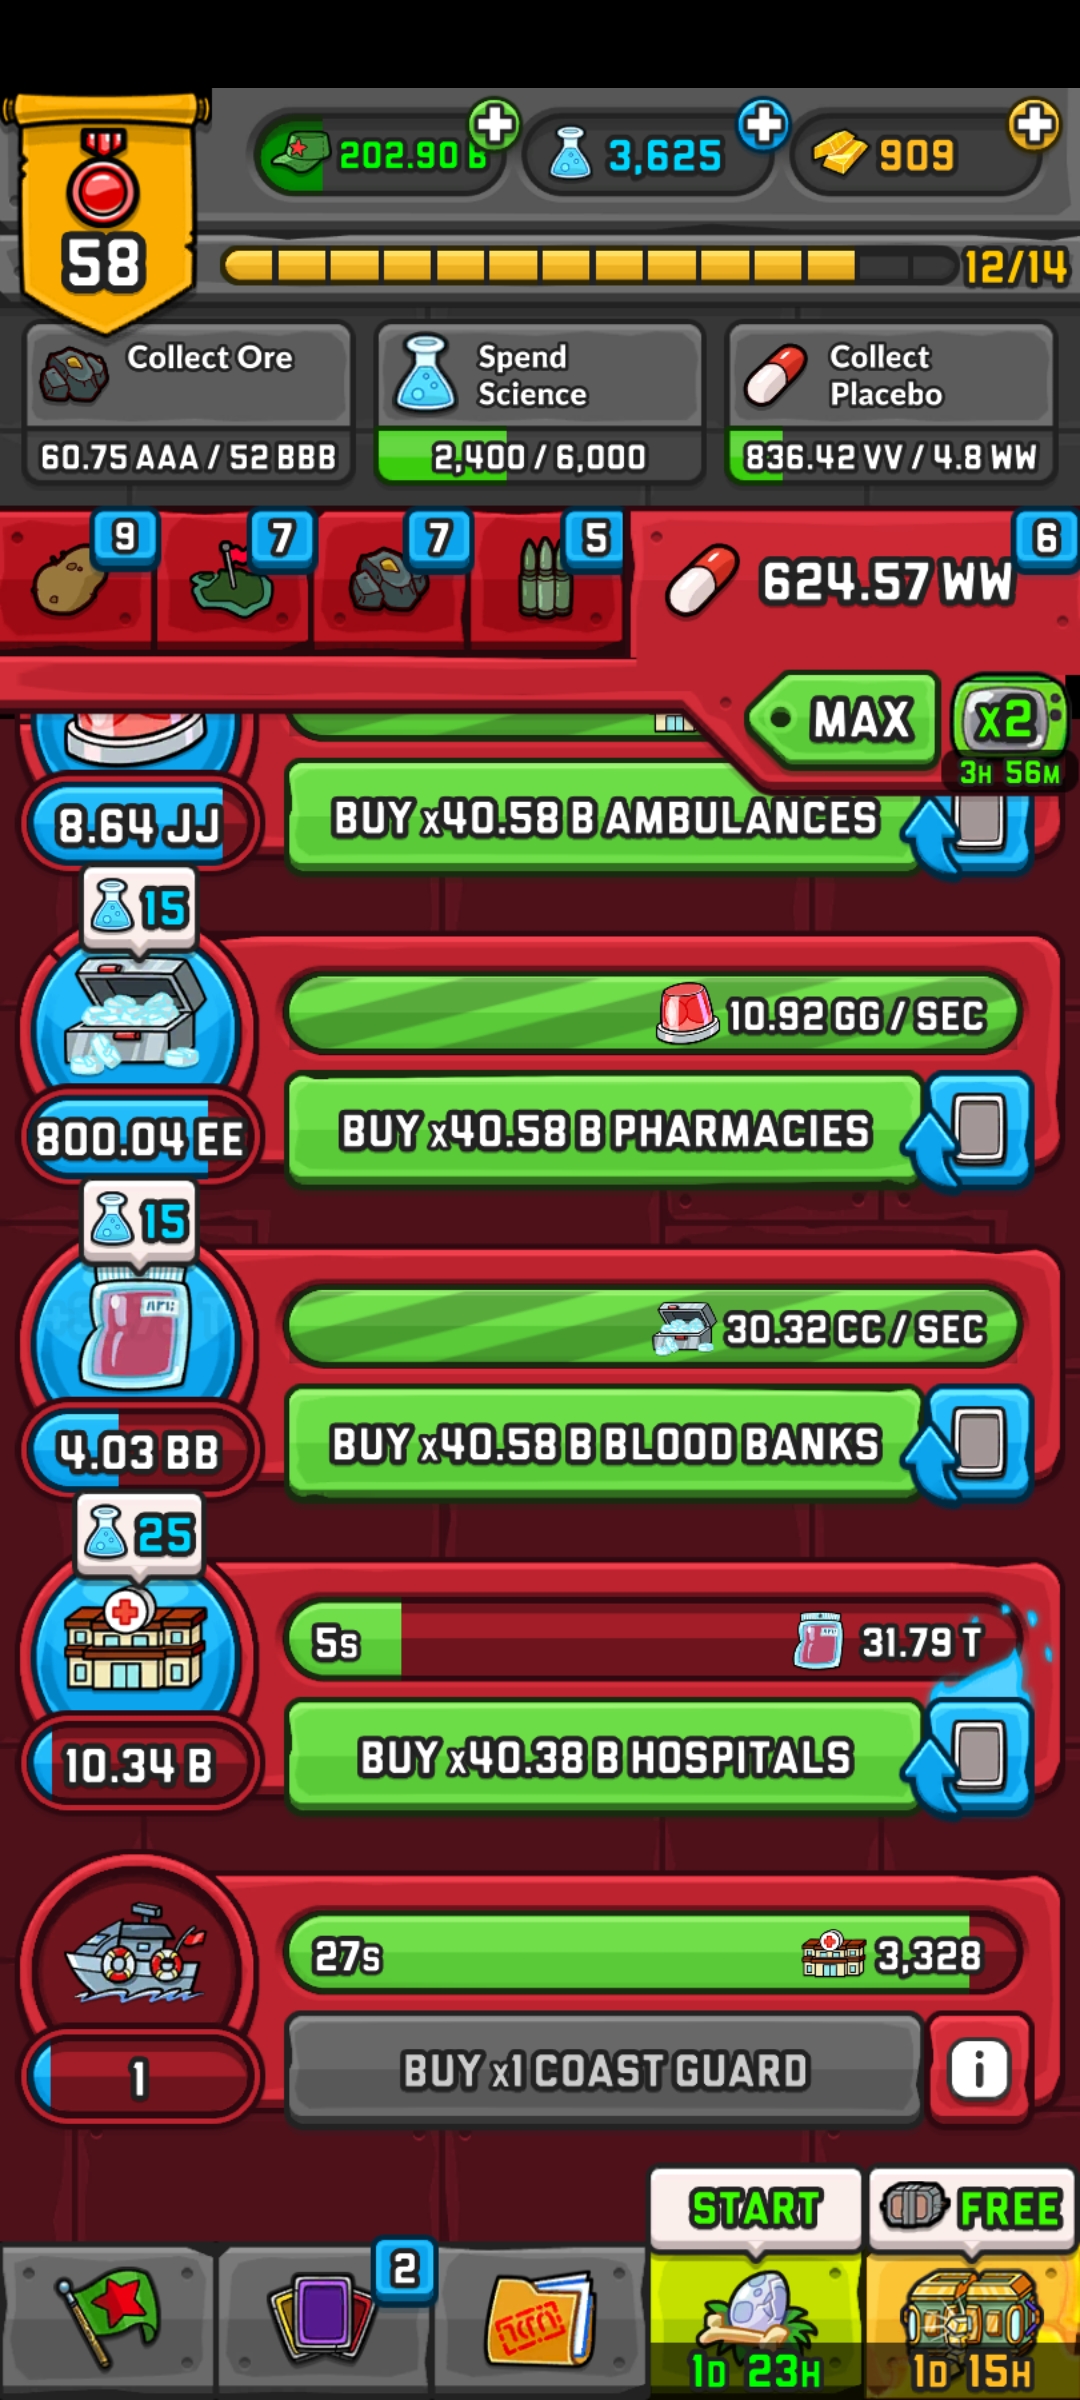 58
202.90 B
3,625
909
12/14
Collect Ore
60.75 AAA / 52 BBB
Spend
Science
2,400 / 6,000
Collect
Placebo
836.42 VV / 4.8 WW
9
7
7
5
6
624.57 WW
MAX
x2
3H 56M
8.64 JJ
BUY x40.58 B AMBULANCES
15
10.92 GG / SEC
800.04 EE
BUY x40.58 B PHARMACIES
15
30.32 CC / SEC
4.03 BB
BUY x40.58 B BLOOD BANKS
25
5s
31.79 T
10.34 B
BUY x40.38 B HOSPITALS
27s
3,328
1
BUY x1 COAST GUARD
i
START
FREE
2
1D 23H
1D 15H